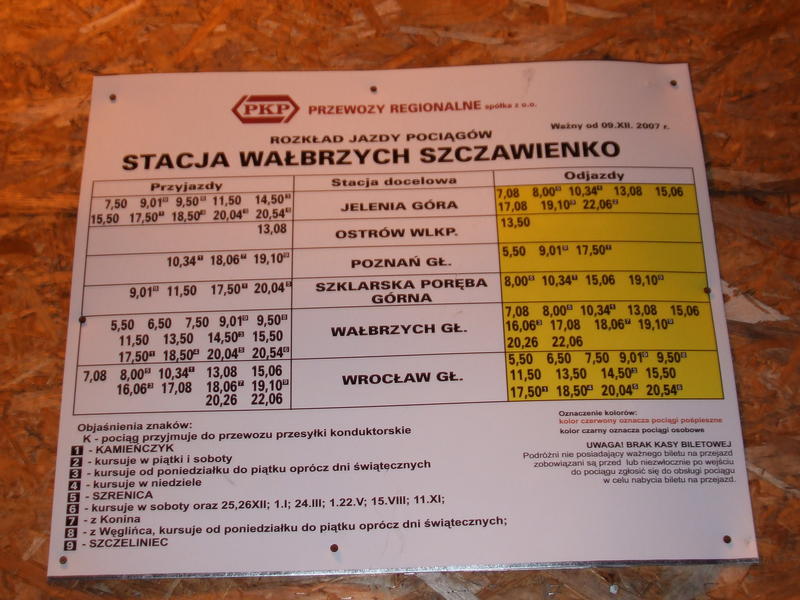 PKP PRZEWOZY REGIONALNE spółka z o.o.
Ważny od 09.XII. 2007 r.
ROZKŁAD JAZDY POCIĄGÓW
STACJA WAŁBRZYCH SZCZAWIENKO
Przyjazdy Stacja docelowa Odjazdy
7,50 9,01 9,50 11,50 14,50
15,50 17,50 18,50 20,04 20,54
JELENIA GÓRA
7,08 8,00 10,34 13,08 15,06
17,08 19,10 22,06
13,08 OSTRÓW WLKP. 13,50
10,34 18,06 19,10 POZNAŃ GŁ. 5,50 9,01 17,50
9,01 11,50 17,50 20,04 SZKLARSKA PORĘBA 8,00 10,34 15,06 19,10
GÓRNA
5,50 6,50 7,50 9,01 9,50
11,50 13,50 14,50 15,50
17,50 18,50 20,04 20,54
WAŁBRZYCH GŁ.
7,08 8,00 10,34 13,08 15,06
16,06 17,08 18,06 19,10
20,26 22,06
7,08 8,00 10,34 13,08 15,06
16,06 17,08 18,06 19,10
20,26 22,06
WROCŁAW GŁ.
5,50 6,50 7,50 9,01 9,50
11,50 13,50 14,50 15,50
17,50 18,50 20,04 20,54
Objaśnienia znaków:
K - pociąg przyjmuje do przewozu przesyłki konduktorskie
1 - KAMIEŃCZYK
2 - kursuje w piątki i soboty
3 - kursuje od poniedziałku do piątku oprócz dni świątecznych
4 - kursuje w niedziele
5 - SZRENICA
6 - kursuje w soboty oraz 25,26XII; 1.I; 24.III; 1.22.V; 15.VIII; 11.XI;
7 - z Konina
8 - z Węglińca, kursuje od poniedziałku do piątku oprócz dni świątecznych;
9 - SZCZELINIEC
Oznaczenie kolorów:
kolor czerwony oznacza pociągi pośpieszne
kolor czarny oznacza pociągi osobowe
UWAGA! BRAK KASY BILETOWEJ
Podróżni nie posiadający ważnego biletu na przejazd
zobowiązani są przed lub niezwłocznie po wejściu
do pociągu zgłosić się do obsługi pociągu
w celu nabycia biletu na przejazd.